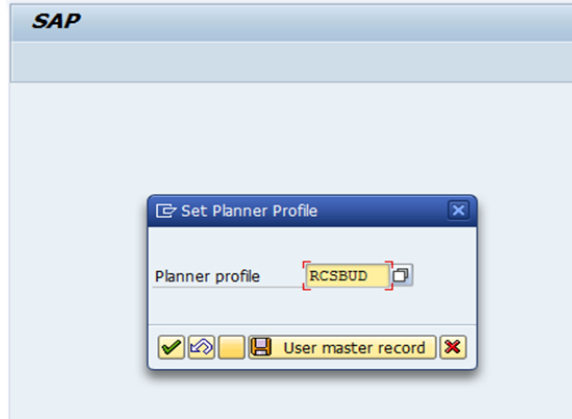 SAP
Set Planner Profile
Planner profile RCSBUD
User master record